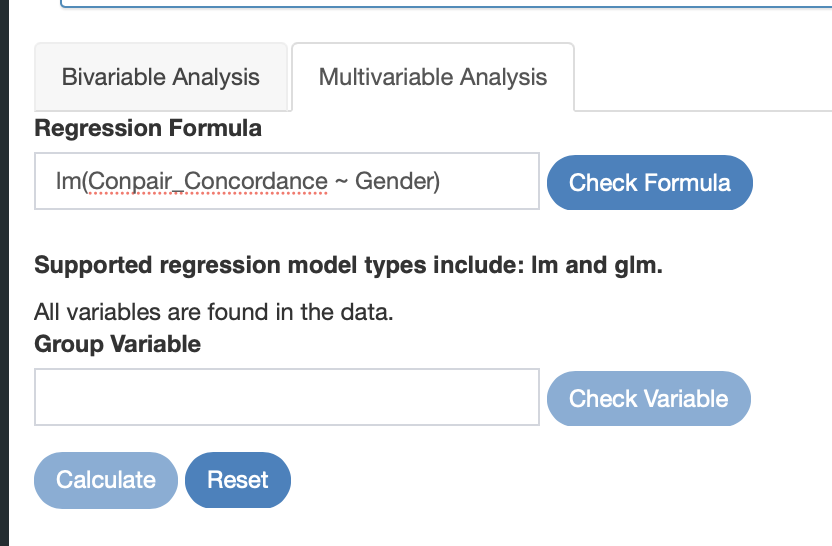 Bivariable Analysis
Multivariable Analysis
Regression Formula
lm(Conpair_Concordance ~ Gender)
Check Formula
Supported regression model types include: lm and glm.
All variables are found in the data.
Group Variable
Check Variable
Calculate
Reset